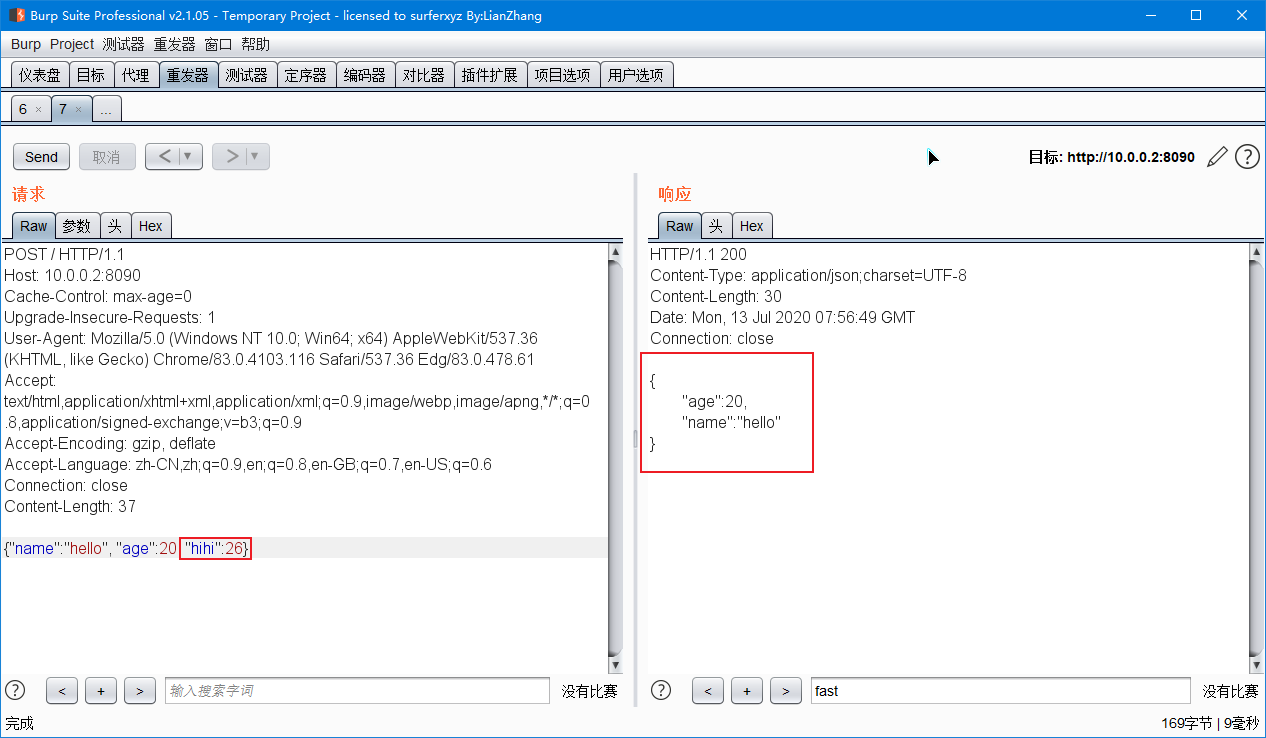 Burp Suite Professional v2.1.05 - Temporary Project - licensed to surferxyz By:LianZhang
Burp Project 测试器 重发器 窗口 帮助
仪表盘 目标 代理 重发器 测试器 定序器 编码器 对比器 插件扩展 项目选项 用户选项
6 × 7 × ...
Send 取消 < ▼ > ▼ 目标: http://10.0.0.2:8090 ?
请求
Raw 参数 头 Hex
POST / HTTP/1.1
Host: 10.0.0.2:8090
Cache-Control: max-age=0
Upgrade-Insecure-Requests: 1
User-Agent: Mozilla/5.0 (Windows NT 10.0; Win64; x64) AppleWebKit/537.36
(KHTML, like Gecko) Chrome/83.0.4103.116 Safari/537.36 Edg/83.0.478.61
Accept:
text/html,application/xhtml+xml,application/xml;q=0.9,image/webp,image/apng,*/*;q=0
.8,application/signed-exchange;v=b3;q=0.9
Accept-Encoding: gzip, deflate
Accept-Language: zh-CN,zh;q=0.9,en;q=0.8,en-GB;q=0.7,en-US;q=0.6
Connection: close
Content-Length: 37
{"name":"hello", "age":20 "hihi":26}
? < + > 输入搜索字词 没有比赛
响应
Raw 头 Hex
HTTP/1.1 200
Content-Type: application/json;charset=UTF-8
Content-Length: 30
Date: Mon, 13 Jul 2020 07:56:49 GMT
Connection: close
{
"age":20,
"name":"hello"
}
? < + > fast 没有比赛
完成 169字节 | 9毫秒